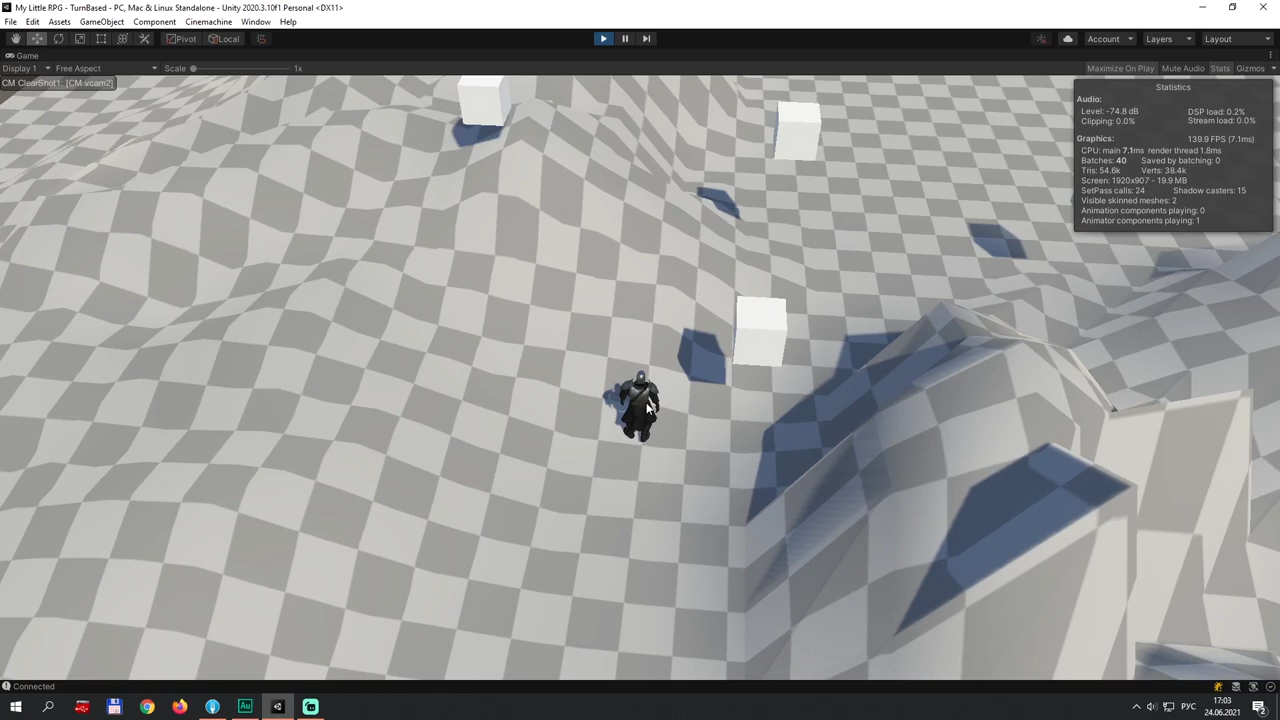 My Little RPG - TurnBased - PC, Mac & Linux Standalone - Unity 2020.3.10f1 Personal <DX11>
File Edit Assets GameObject Component Cinemachine Window Help
Pivot Local Account Layers Layout
Game
Display 1 Free Aspect Scale 1x Maximize On Play Mute Audio Stats Gizmos
CM ClearShot1: [CM vcam2]
Statistics
Audio:
Level: -74.8 dB DSP load: 0.2%
Clipping: 0.0% Stream load: 0.0%
Graphics: 139.9 FPS (7.1ms)
CPU: main 7.1ms render thread 1.8ms
Batches: 40 Saved by batching: 0
Tris: 54.6k Verts: 38.4k
Screen: 1920x907 - 19.9 MB
SetPass calls: 24 Shadow casters: 15
Visible skinned meshes: 2
Animation components playing: 0
Animator components playing: 1
Connected
Au
РУС
17:03
24.06.2021
2